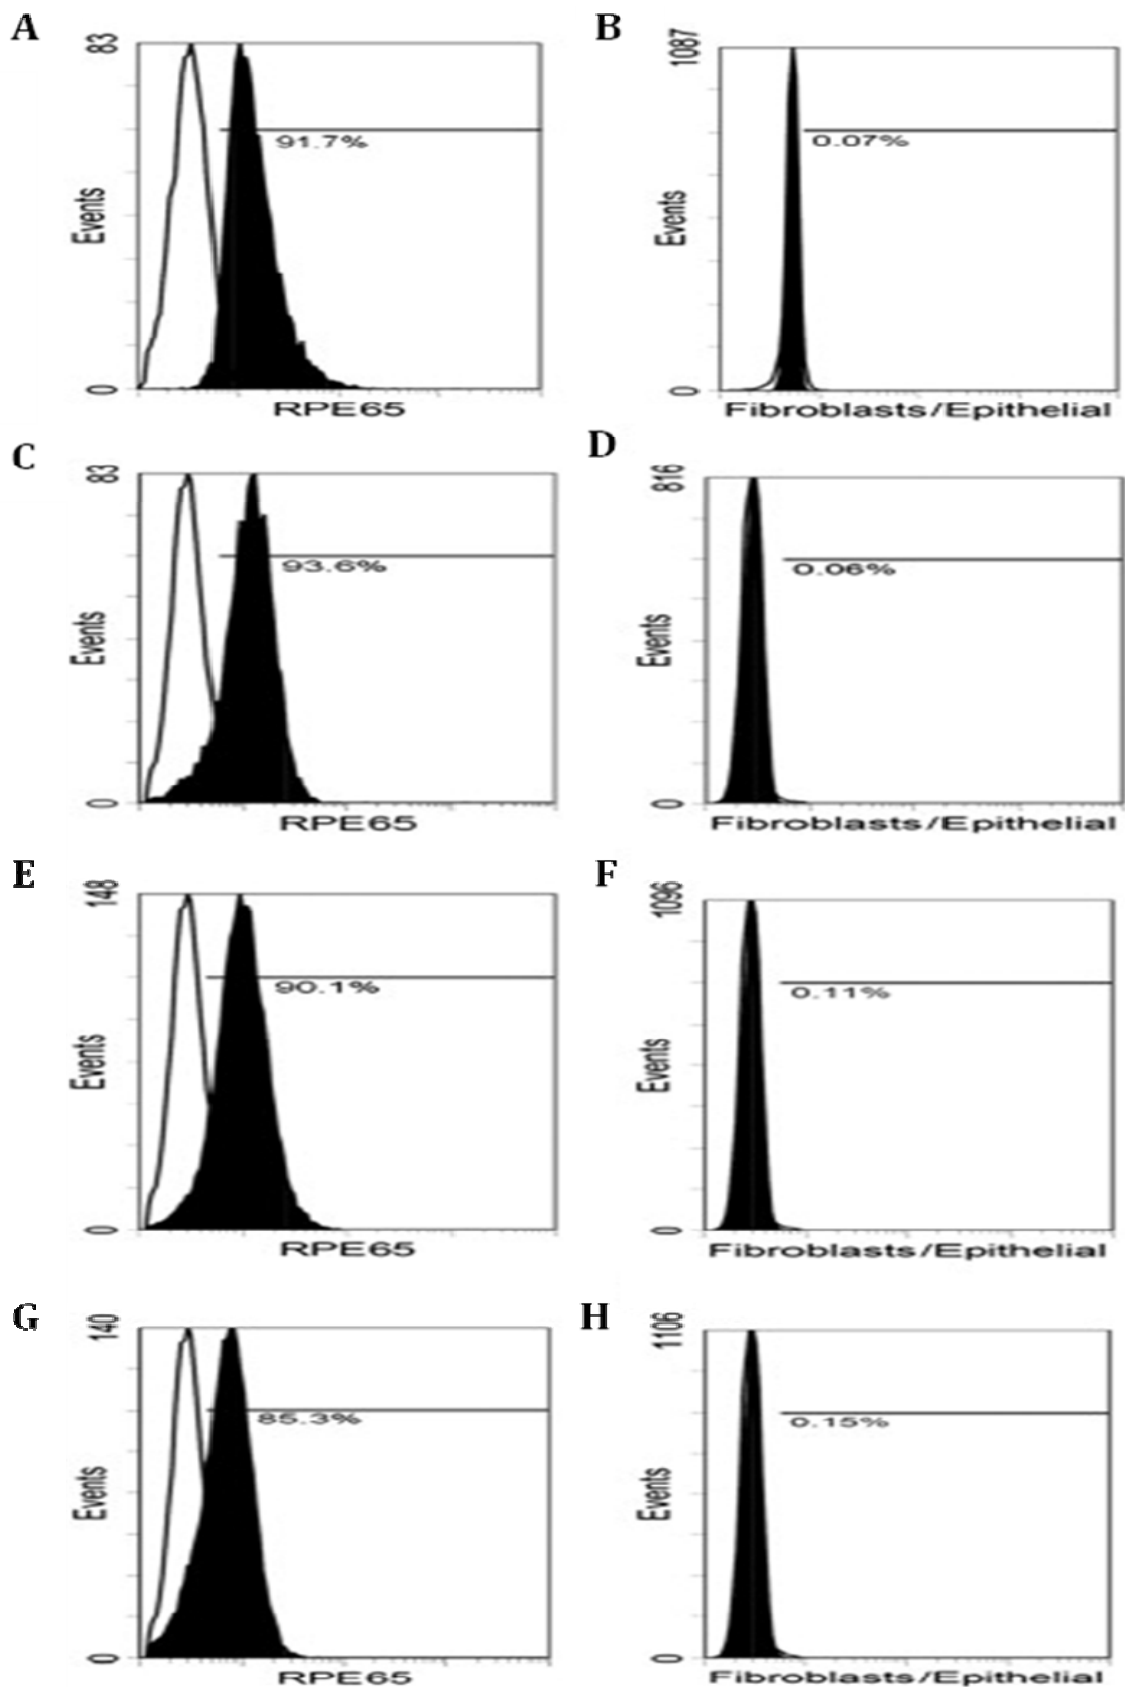 A
83
Events
91.7%
0
RPE65
B
1087
Events
0.07%
0
Fibroblasts/Epithelial
C
83
Events
93.6%
0
RPE65
D
816
Events
0.06%
0
Fibroblasts/Epithelial
E
148
Events
90.1%
0
RPE65
F
1096
Events
0.11%
0
Fibroblasts/Epithelial
G
140
Events
85.3%
0
RPE65
H
1106
Events
0.15%
0
Fibroblasts/Epithelial